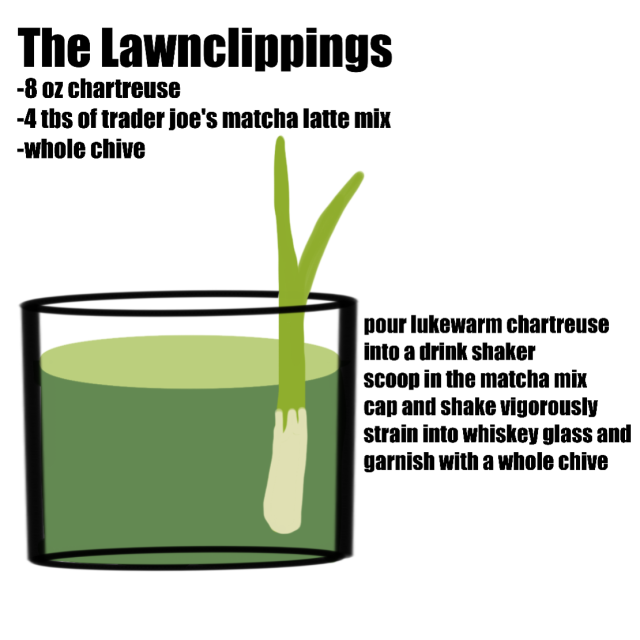 The Lawnclippings
-8 oz chartreuse
-4 tbs of trader joe's matcha latte mix
-whole chive
pour lukewarm chartreuse
into a drink shaker
scoop in the matcha mix
cap and shake vigorously
strain into whiskey glass and
garnish with a whole chive